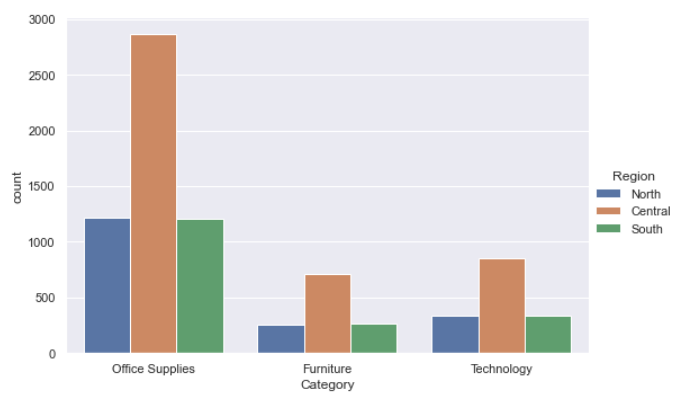 3000
2500
2000
1500
1000
500
0
count
Office Supplies
Furniture
Technology
Category
Region
North
Central
South